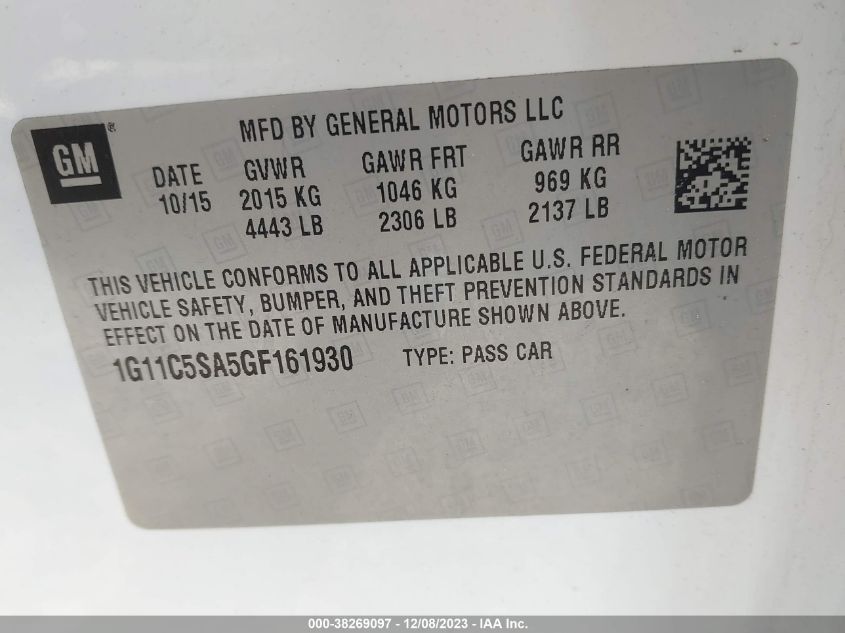 GM ®
MFD BY GENERAL MOTORS LLC
DATE GVWR GAWR FRT GAWR RR
10/15 2015 KG 1046 KG 969 KG
4443 LB 2306 LB 2137 LB
THIS VEHICLE CONFORMS TO ALL APPLICABLE U.S. FEDERAL MOTOR
VEHICLE SAFETY, BUMPER, AND THEFT PREVENTION STANDARDS IN
EFFECT ON THE DATE OF MANUFACTURE SHOWN ABOVE.
1G11C5SA5GF161930 TYPE: PASS CAR
000-38269097 - 12/08/2023 - IAA Inc.